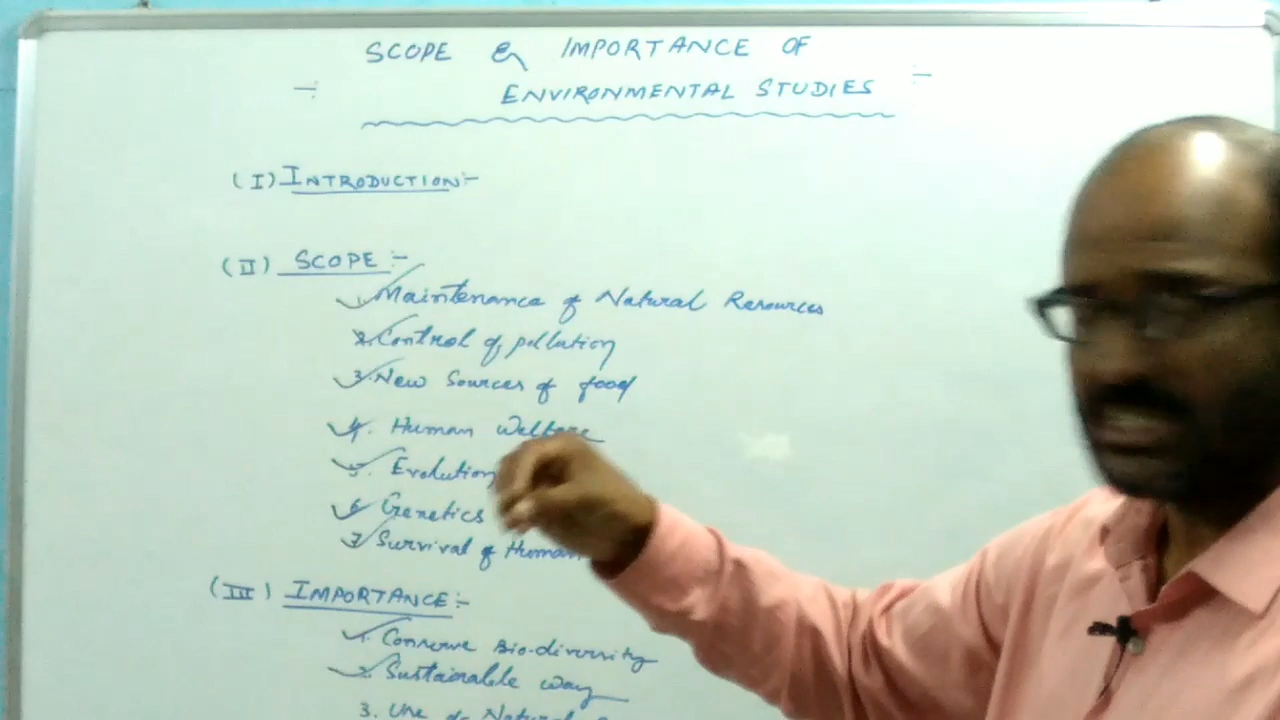 SCOPE & IMPORTANCE OF
:- ENVIRONMENTAL STUDIES :-
(I) INTRODUCTION:-
(II) SCOPE:-
1. Maintenance of Natural Resources
2. Control of pollution
3. New Sources of food
4. Human Welfare
5. Evolution
6. Genetics
7. Survival of Human
(III) IMPORTANCE:-
1. Conserve Bio-diversity
2. Sustainable way
3. Use of Natural